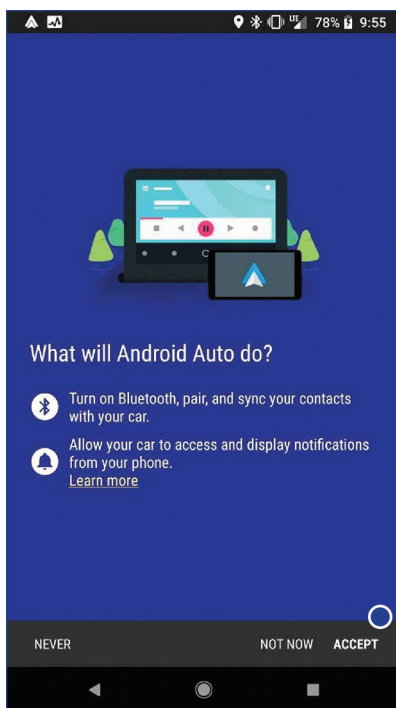 LTE 78% 9:55
What will Android Auto do?
Turn on Bluetooth, pair, and sync your contacts
with your car.
Allow your car to access and display notifications
from your phone.
Learn more
NEVER NOT NOW ACCEPT